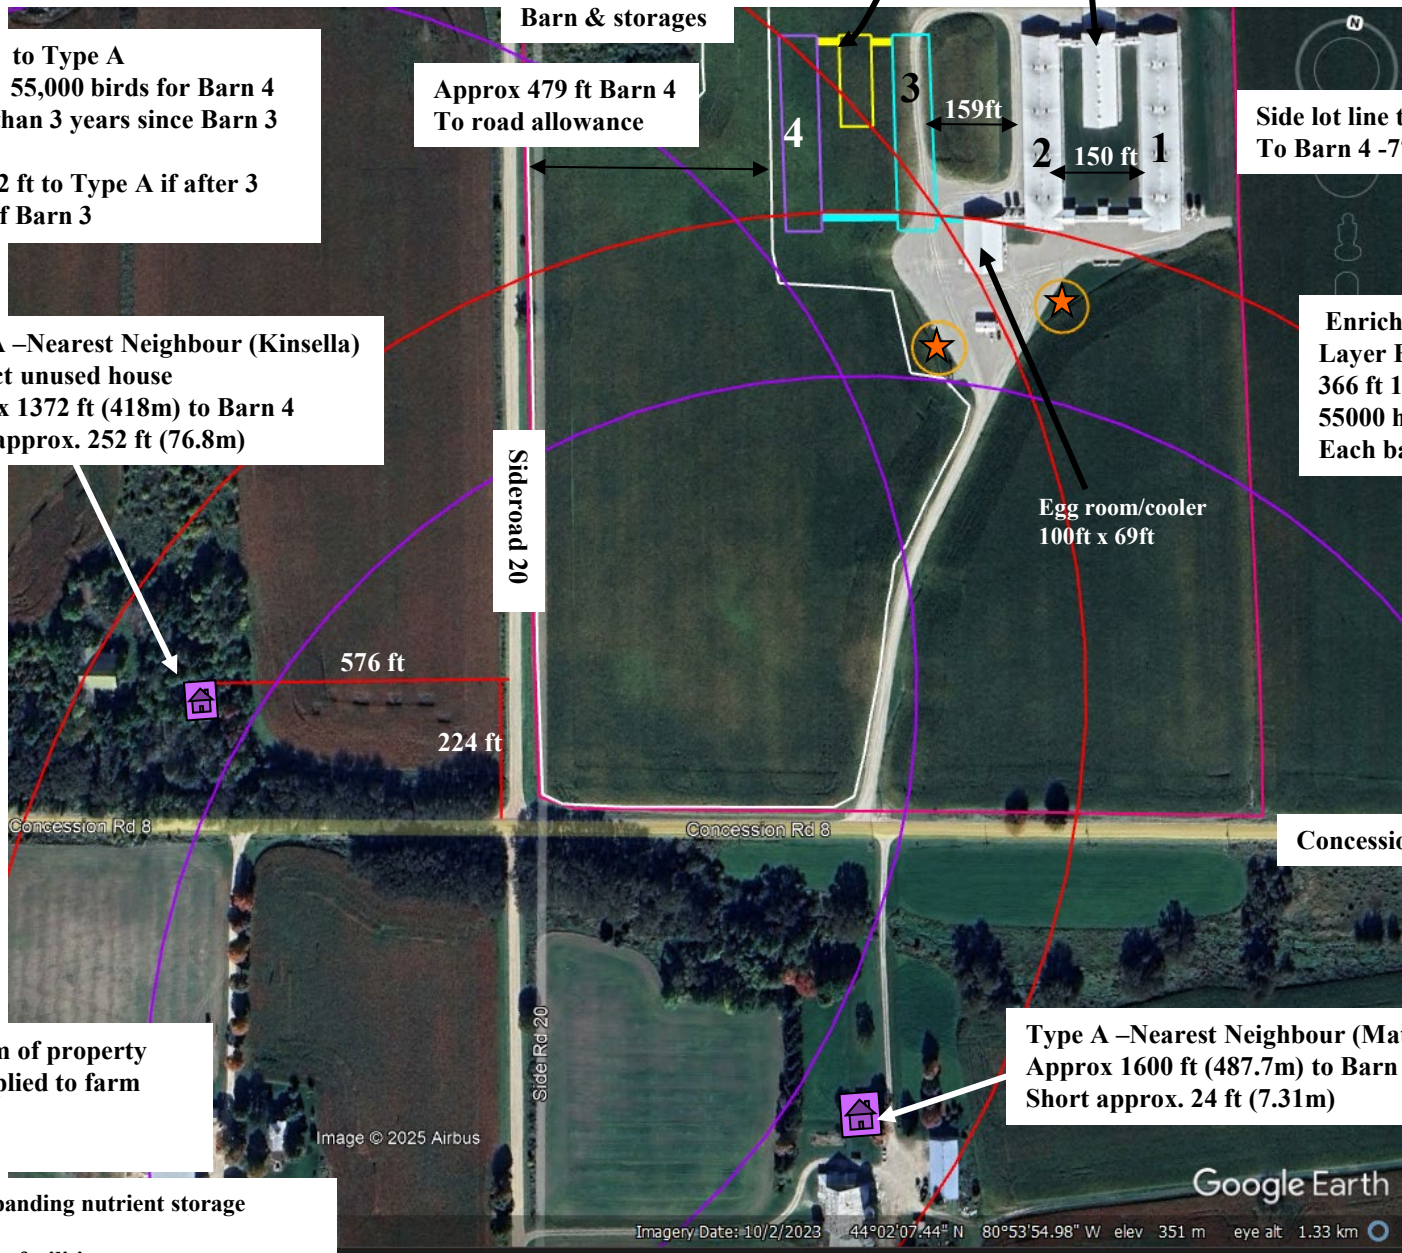 Barn & storages
to Type A
55,000 birds for Barn 4
than 3 years since Barn 3
2 ft to Type A if after 3
f Barn 3
Approx 479 ft Barn 4
To road allowance
N
4
3
159ft
2
150 ft
1
Side lot line t
To Barn 4 -7
–Nearest Neighbour (Kinsella)
ct unused house
x 1372 ft (418m) to Barn 4
approx. 252 ft (76.8m)
Enrich
Layer
366 ft 1
55000 h
Each ba
Sideroad 20
Egg room/cooler
100ft x 69ft
576 ft
224 ft
Concession Rd 8
Concession Rd 8
Concessio
Side Rd 20
n of property
plied to farm
Type A –Nearest Neighbour (Mat
Approx 1600 ft (487.7m) to Barn
Short approx. 24 ft (7.31m)
Image © 2025 Airbus
panding nutrient storage
Google Earth
Imagery Date: 10/2/2023 44°02'07.44" N 80°53'54.98" W elev 351 m eye alt 1.33 km